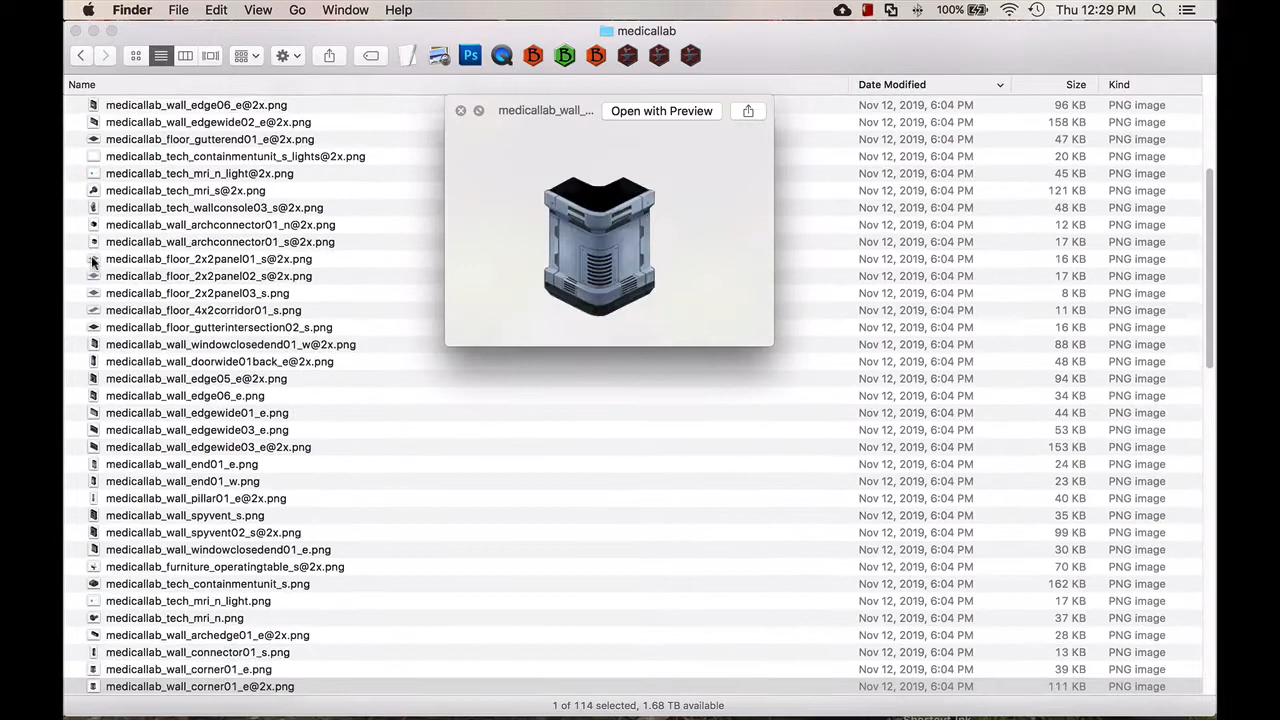 Finder File Edit View Go Window Help 100% Thu 12:29 PM
medicallab
Ps B B B
Name Date Modified Size Kind
medicallab_wall_edge06_e@2x.png Nov 12, 2019, 6:04 PM 96 KB PNG image
medicallab_wall_edgewide02_e@2x.png Nov 12, 2019, 6:04 PM 158 KB PNG image
medicallab_floor_gutterend01_e@2x.png Nov 12, 2019, 6:04 PM 47 KB PNG image
medicallab_tech_containmentunit_s_lights@2x.png Nov 12, 2019, 6:04 PM 20 KB PNG image
medicallab_tech_mri_n_light@2x.png Nov 12, 2019, 6:04 PM 45 KB PNG image
medicallab_tech_mri_s@2x.png Nov 12, 2019, 6:04 PM 121 KB PNG image
medicallab_tech_wallconsole03_s@2x.png Nov 12, 2019, 6:04 PM 48 KB PNG image
medicallab_wall_archconnector01_n@2x.png Nov 12, 2019, 6:04 PM 12 KB PNG image
medicallab_wall_archconnector01_s@2x.png Nov 12, 2019, 6:04 PM 17 KB PNG image
medicallab_floor_2x2panel01_s@2x.png Nov 12, 2019, 6:04 PM 16 KB PNG image
medicallab_floor_2x2panel02_s@2x.png Nov 12, 2019, 6:04 PM 17 KB PNG image
medicallab_floor_2x2panel03_s.png Nov 12, 2019, 6:04 PM 8 KB PNG image
medicallab_floor_4x2corridor01_s.png Nov 12, 2019, 6:04 PM 11 KB PNG image
medicallab_floor_gutterintersection02_s.png Nov 12, 2019, 6:04 PM 16 KB PNG image
medicallab_wall_windowclosedend01_w@2x.png Nov 12, 2019, 6:04 PM 88 KB PNG image
medicallab_wall_doorwide01back_e@2x.png Nov 12, 2019, 6:04 PM 48 KB PNG image
medicallab_wall_edge05_e@2x.png Nov 12, 2019, 6:04 PM 94 KB PNG image
medicallab_wall_edge06_e.png Nov 12, 2019, 6:04 PM 34 KB PNG image
medicallab_wall_edgewide01_e.png Nov 12, 2019, 6:04 PM 44 KB PNG image
medicallab_wall_edgewide03_e.png Nov 12, 2019, 6:04 PM 53 KB PNG image
medicallab_wall_edgewide03_e@2x.png Nov 12, 2019, 6:04 PM 153 KB PNG image
medicallab_wall_end01_e.png Nov 12, 2019, 6:04 PM 24 KB PNG image
medicallab_wall_end01_w.png Nov 12, 2019, 6:04 PM 23 KB PNG image
medicallab_wall_pillar01_e@2x.png Nov 12, 2019, 6:04 PM 40 KB PNG image
medicallab_wall_spyvent_s.png Nov 12, 2019, 6:04 PM 35 KB PNG image
medicallab_wall_spyvent02_s@2x.png Nov 12, 2019, 6:04 PM 99 KB PNG image
medicallab_wall_windowclosedend01_e.png Nov 12, 2019, 6:04 PM 30 KB PNG image
medicallab_furniture_operatingtable_s@2x.png Nov 12, 2019, 6:04 PM 70 KB PNG image
medicallab_tech_containmentunit_s.png Nov 12, 2019, 6:04 PM 162 KB PNG image
medicallab_tech_mri_n_light.png Nov 12, 2019, 6:04 PM 17 KB PNG image
medicallab_tech_mri_n.png Nov 12, 2019, 6:04 PM 37 KB PNG image
medicallab_wall_archedge01_e@2x.png Nov 12, 2019, 6:04 PM 28 KB PNG image
medicallab_wall_connector01_s.png Nov 12, 2019, 6:04 PM 13 KB PNG image
medicallab_wall_corner01_e.png Nov 12, 2019, 6:04 PM 39 KB PNG image
medicallab_wall_corner01_e@2x.png Nov 12, 2019, 6:04 PM 111 KB PNG image
medicallab_wall_... Open with Preview
1 of 114 selected, 1.68 TB available